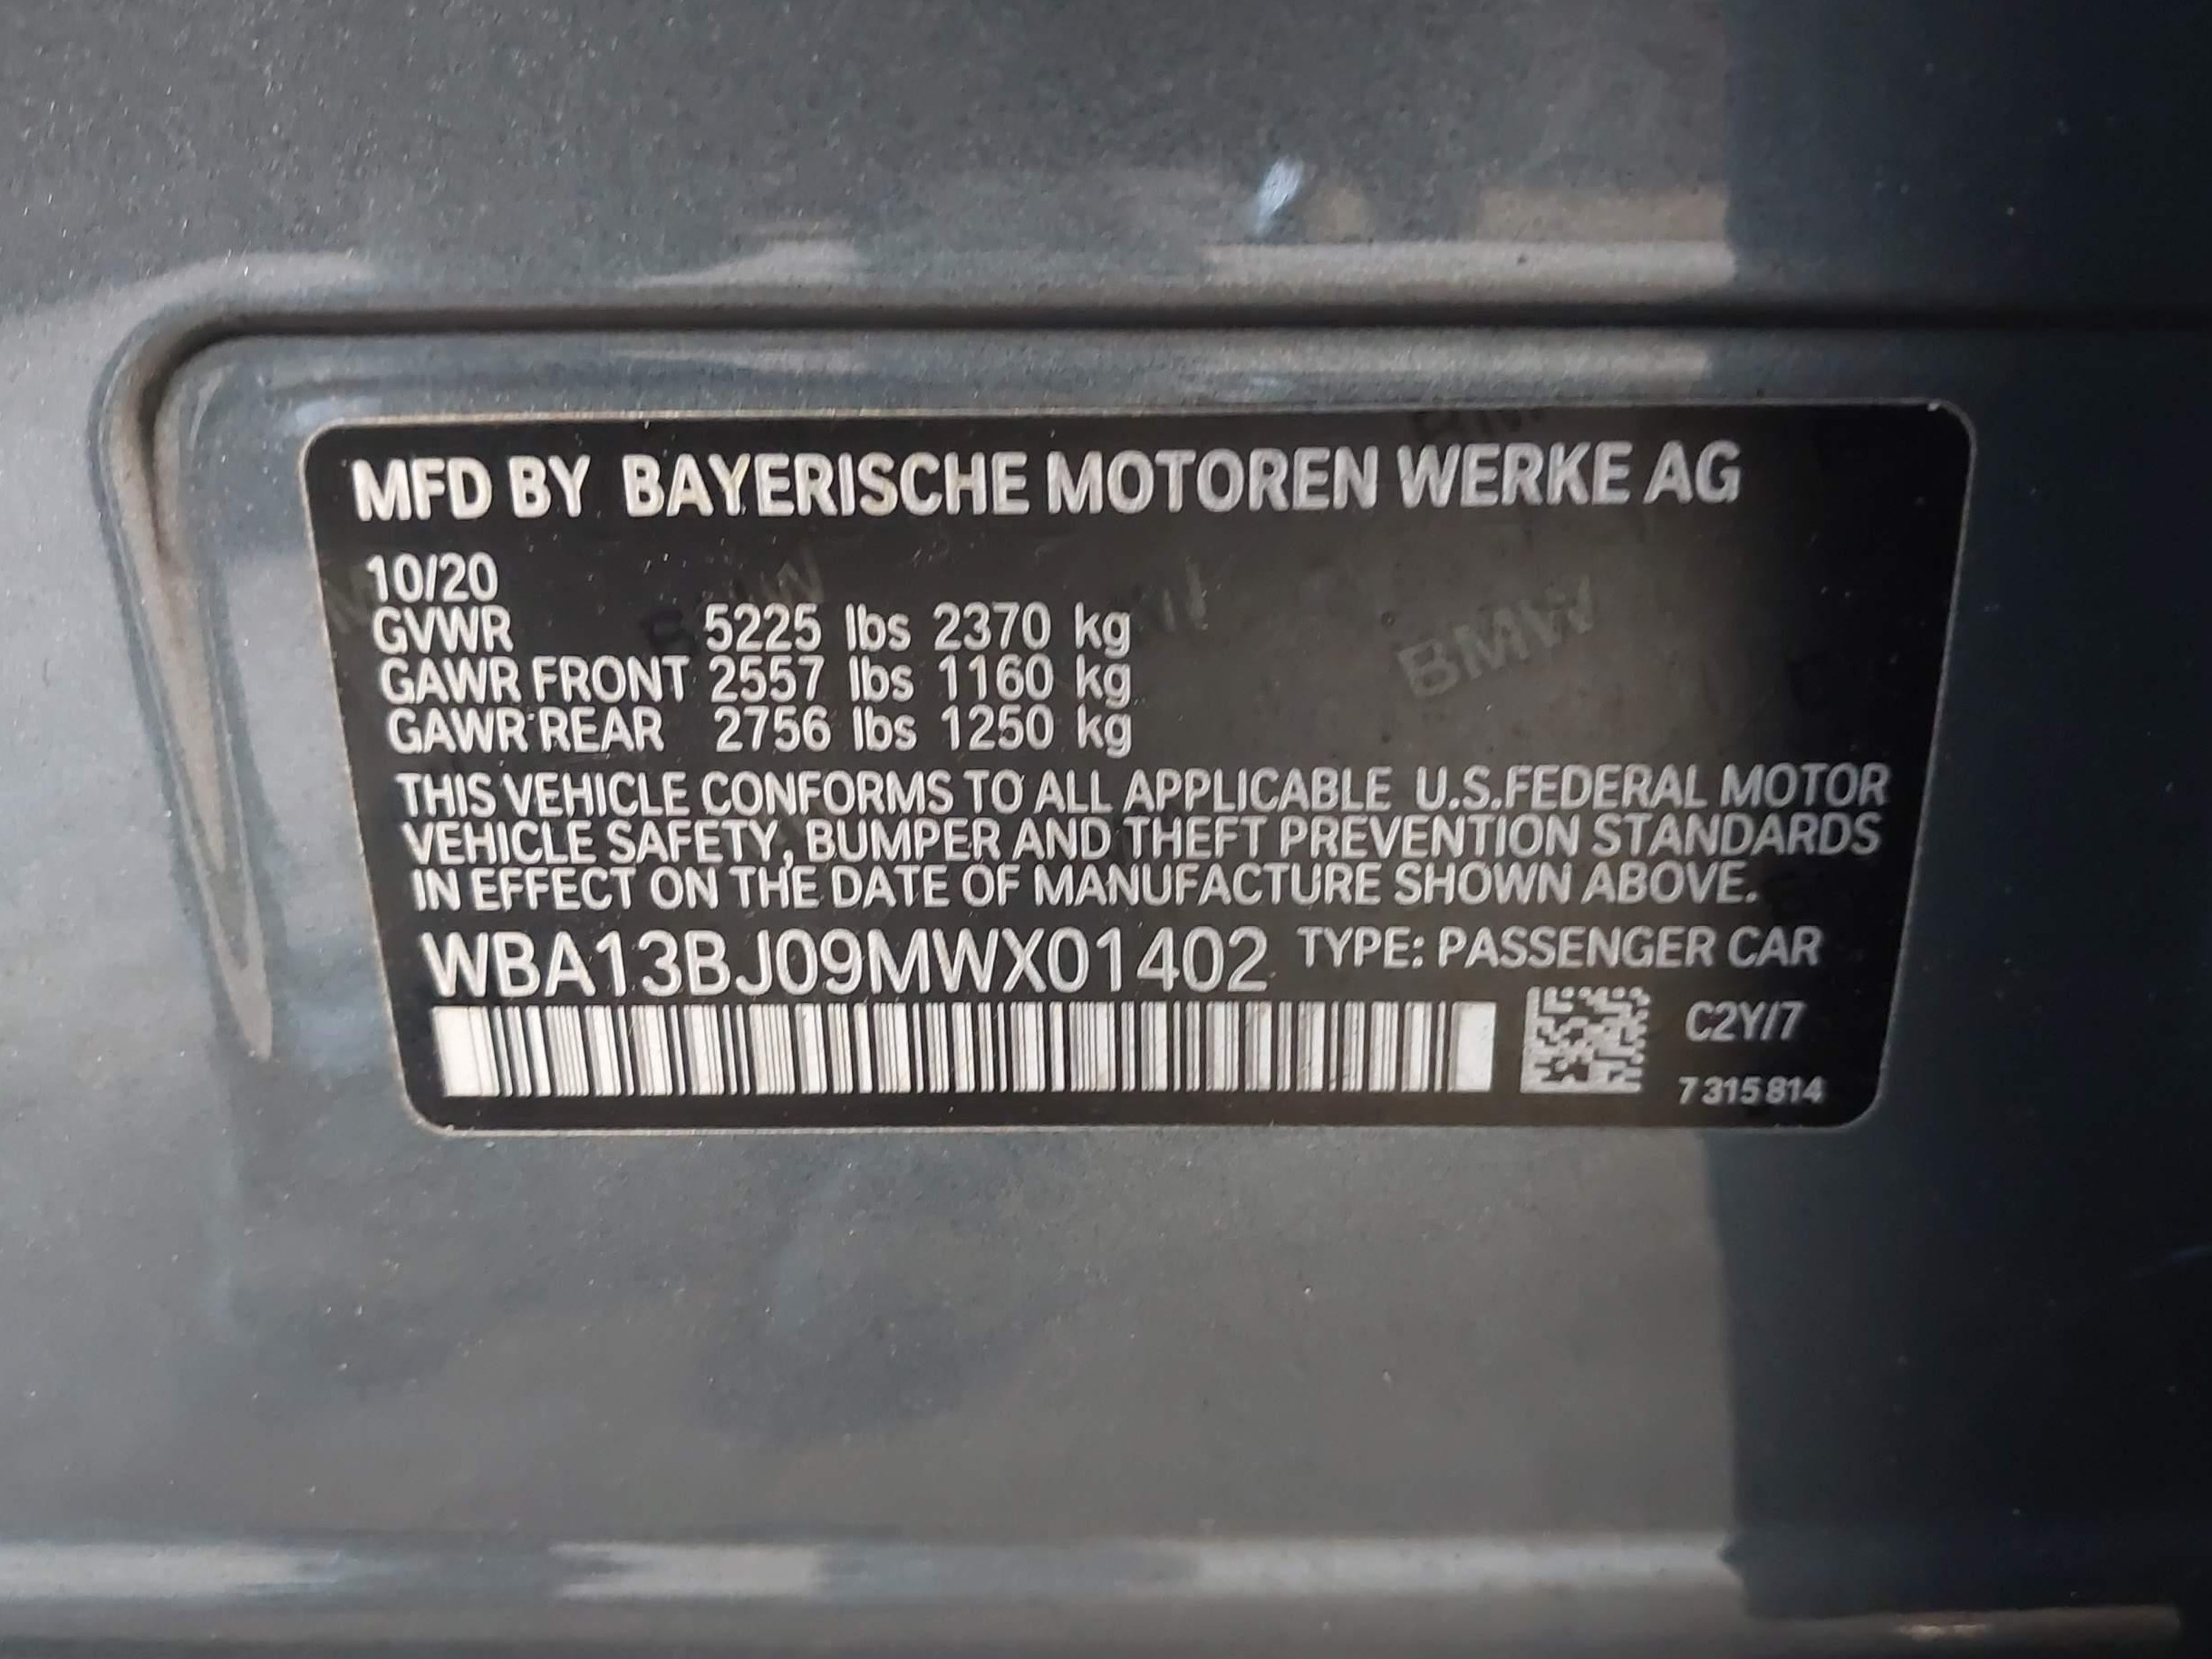 MFD BY BAYERISCHE MOTOREN WERKE AG
10/20
GVWR 5225 lbs 2370 kg
GAWR FRONT 2557 lbs 1160 kg
GAWR REAR 2756 lbs 1250 kg
THIS VEHICLE CONFORMS TO ALL APPLICABLE U.S.FEDERAL MOTOR
VEHICLE SAFETY, BUMPER AND THEFT PREVENTION STANDARDS
IN EFFECT ON THE DATE OF MANUFACTURE SHOWN ABOVE.
WBA13BJ09MWX01402 TYPE: PASSENGER CAR
C2Y/7
7 315 814
BMW